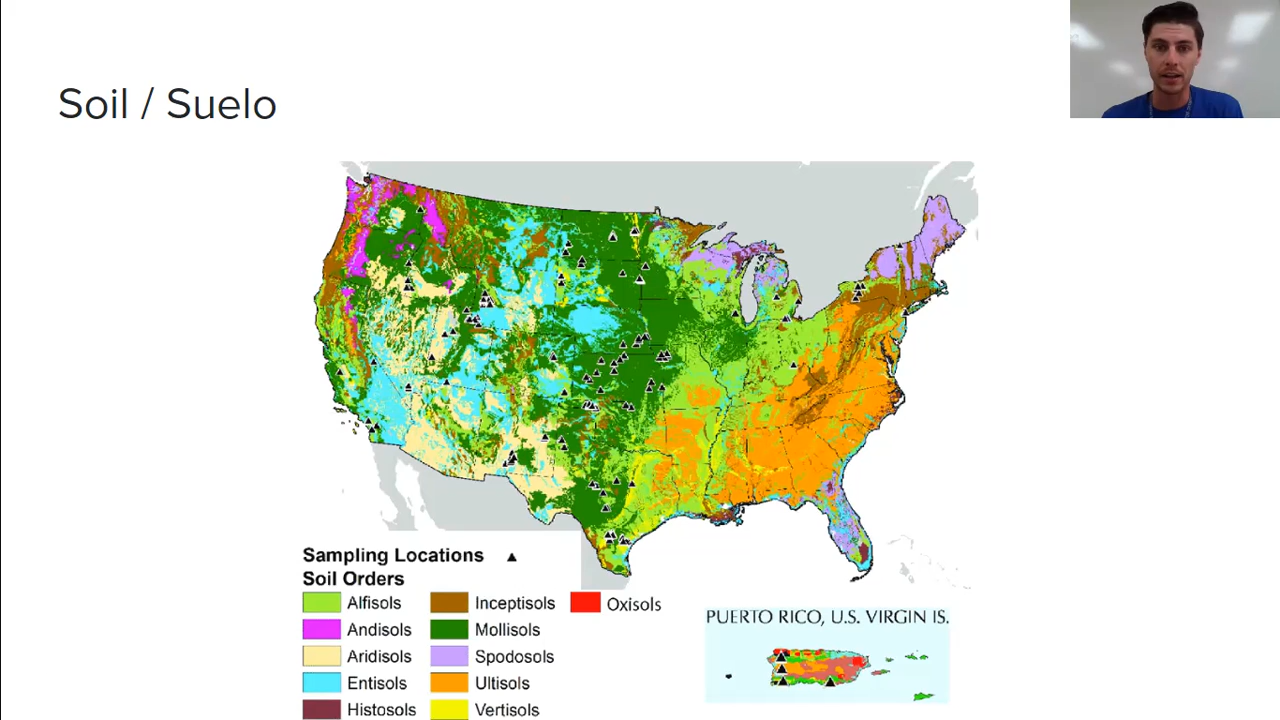 Soil / Suelo
Sampling Locations
Soil Orders
Alfisols
Inceptisols
Oxisols
Andisols
Mollisols
Aridisols
Spodosols
Entisols
Ultisols
Histosols
Vertisols
PUERTO RICO, U.S. VIRGIN IS.